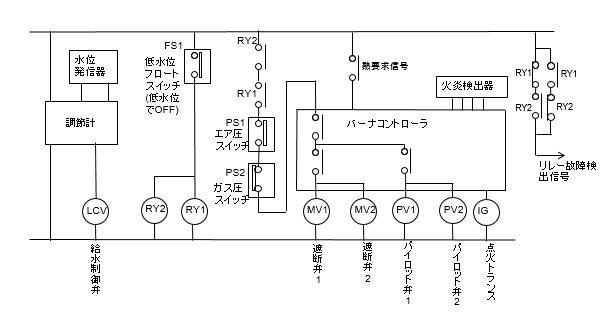 水位
発信器
調節計
LCV
給水制御弁
FS1
低水位
フロート
スイッチ
(低水位
でOFF)
RY2
RY1
RY2
RY1
PS1
エア圧
スイッチ
PS2
ガス圧
スイッチ
熱要求信号
火炎検出器
バーナコントローラ
MV1
MV2
PV1
PV2
IG
遮断弁1
遮断弁2
パイロット弁1
パイロット弁2
点火トランス
RY1
RY1
RY2
RY2
リレー故障検
出信号